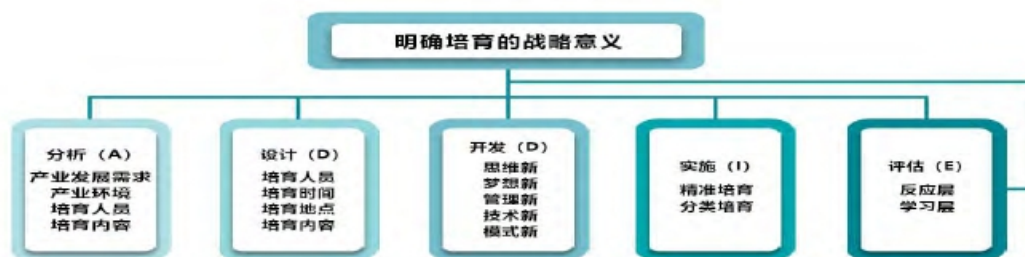 明确培育的战略意义
分析（A）
产业发展需求
产业环境
培育人员
培育内容
设计（D）
培育人员
培育时间
培育地点
培育内容
开发（D）
思维新
梦想新
管理新
技术新
模式新
实施（I）
精准培育
分类培育
评估（E）
反应层
学习层